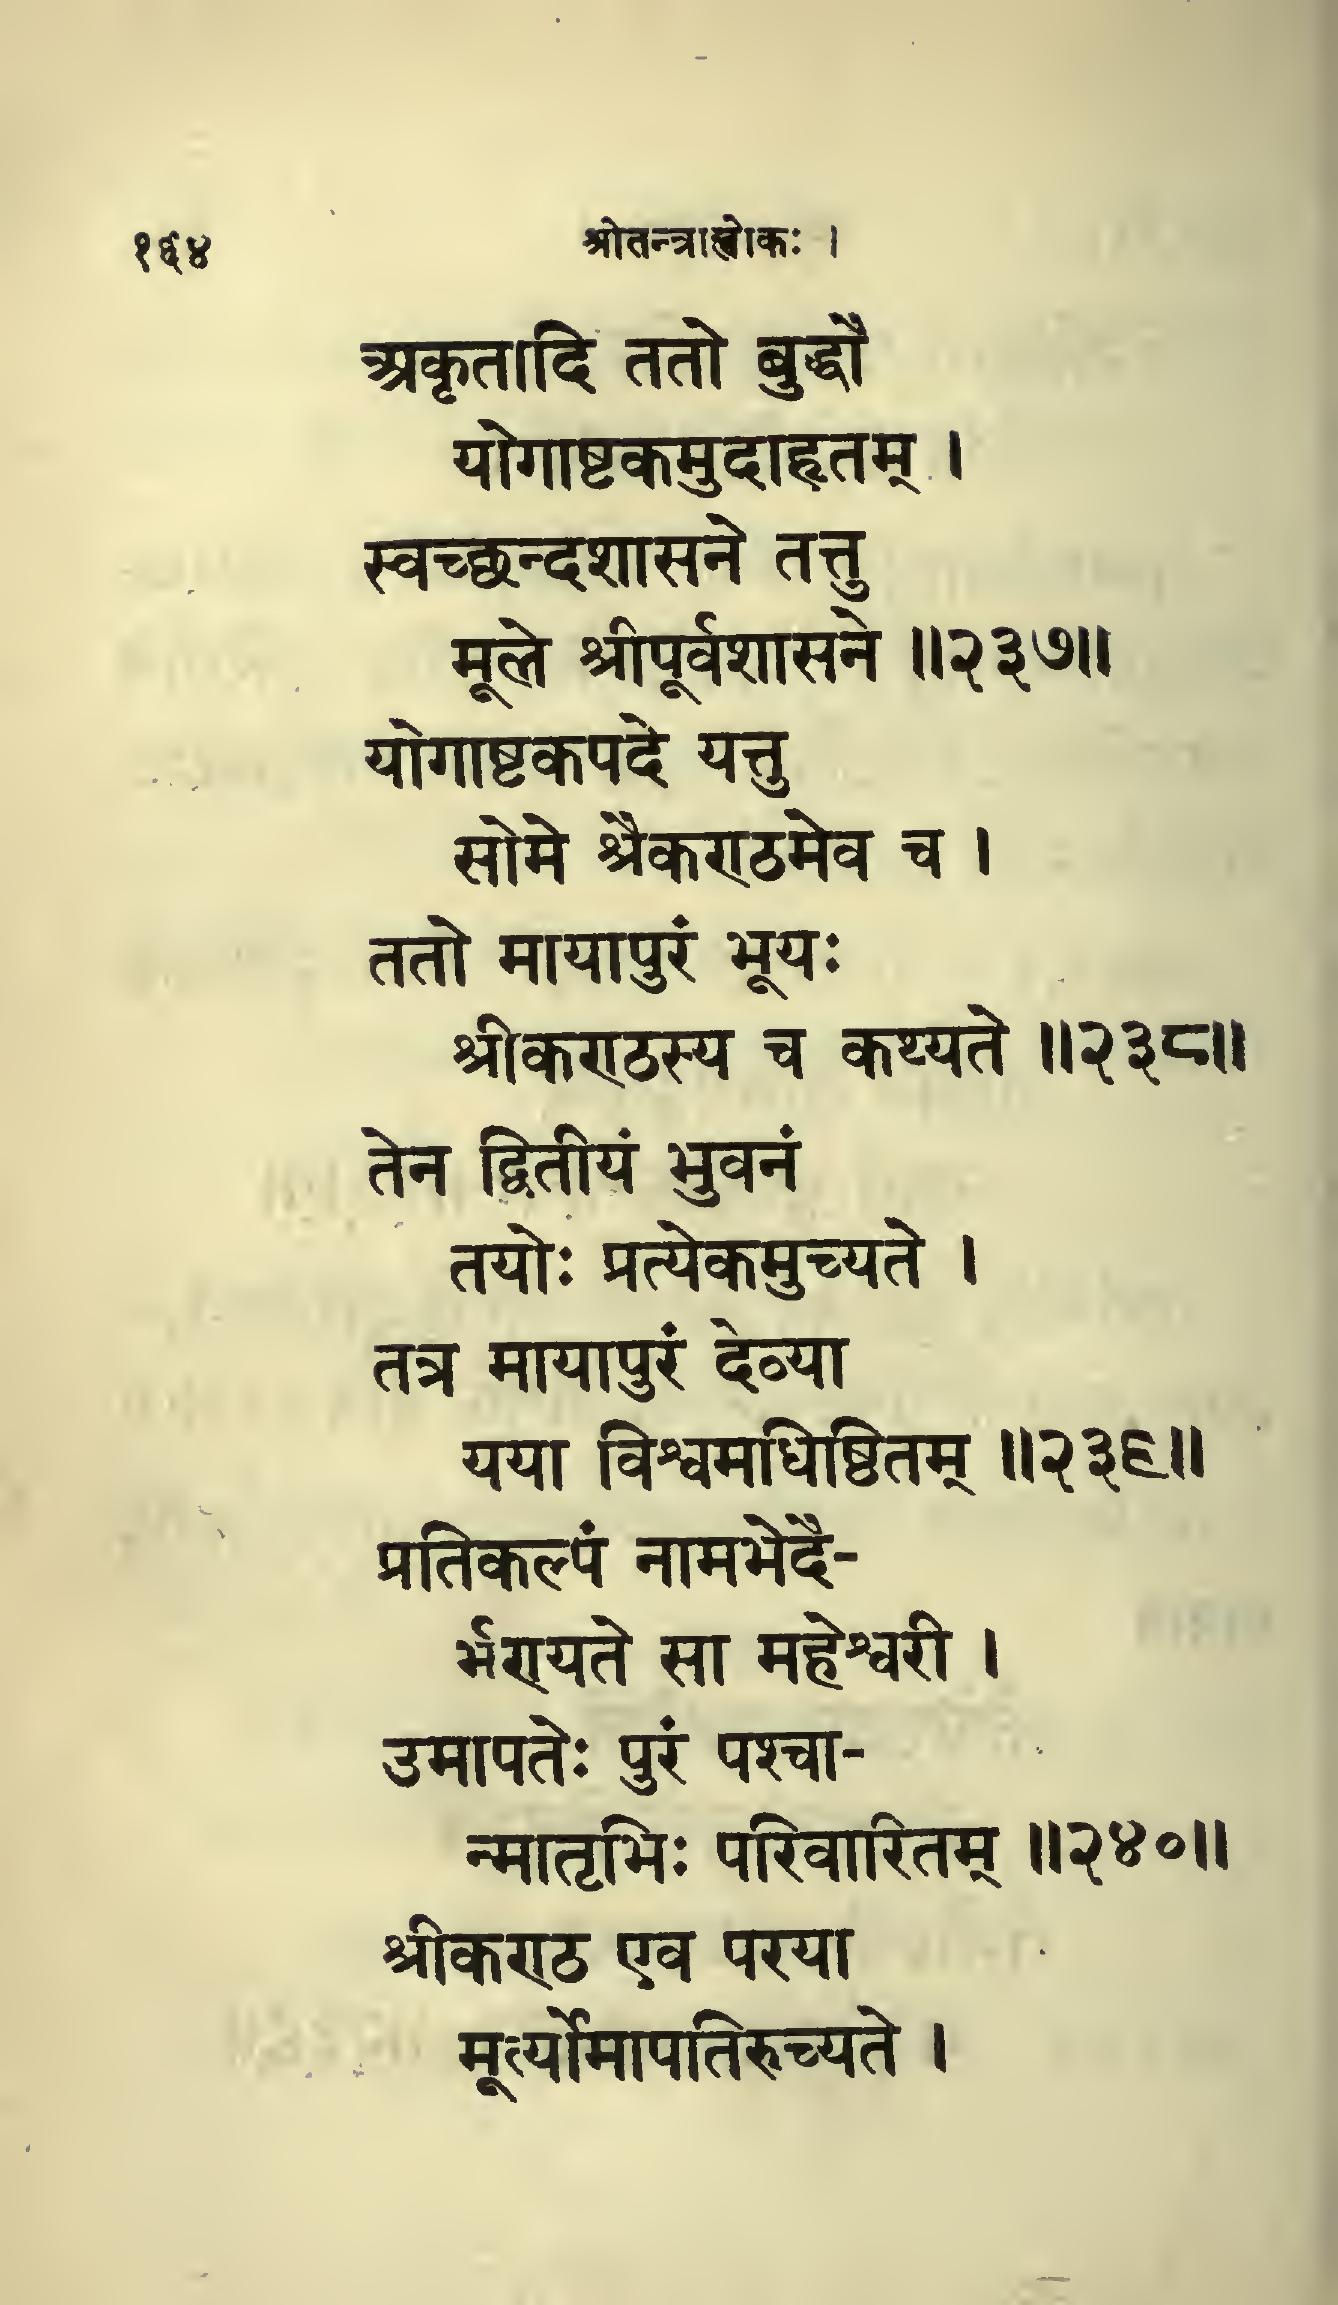 १६४ श्रीतन्त्रालोकः ।
अकृतादि ततो बुद्धौ
योगाष्टकमुदाहृतम् ।
स्वच्छन्दशासने तत्तु
मूले श्रीपूर्वशासने ॥२३७॥
योगाष्टकपदे यत्तु
सोमे श्रैकण्ठमेव च ।
ततो मायापुरं भूयः
श्रीकण्ठस्य च कथ्यते ॥२३८॥
तेन द्वितीयं भुवनं
तयोः प्रत्येकमुच्यते ।
तत्र मायापुरं देव्या
यया विश्वमधिष्ठितम् ॥२३९॥
प्रतिकल्पं नामभेदै-
र्भण्यते सा महेश्वरी ।
उमापतेः पुरं पश्चा-
न्मातृभिः परिवारितम् ॥२४०॥
श्रीकण्ठ एव परया
मूर्त्योमापतिरुच्यते ।